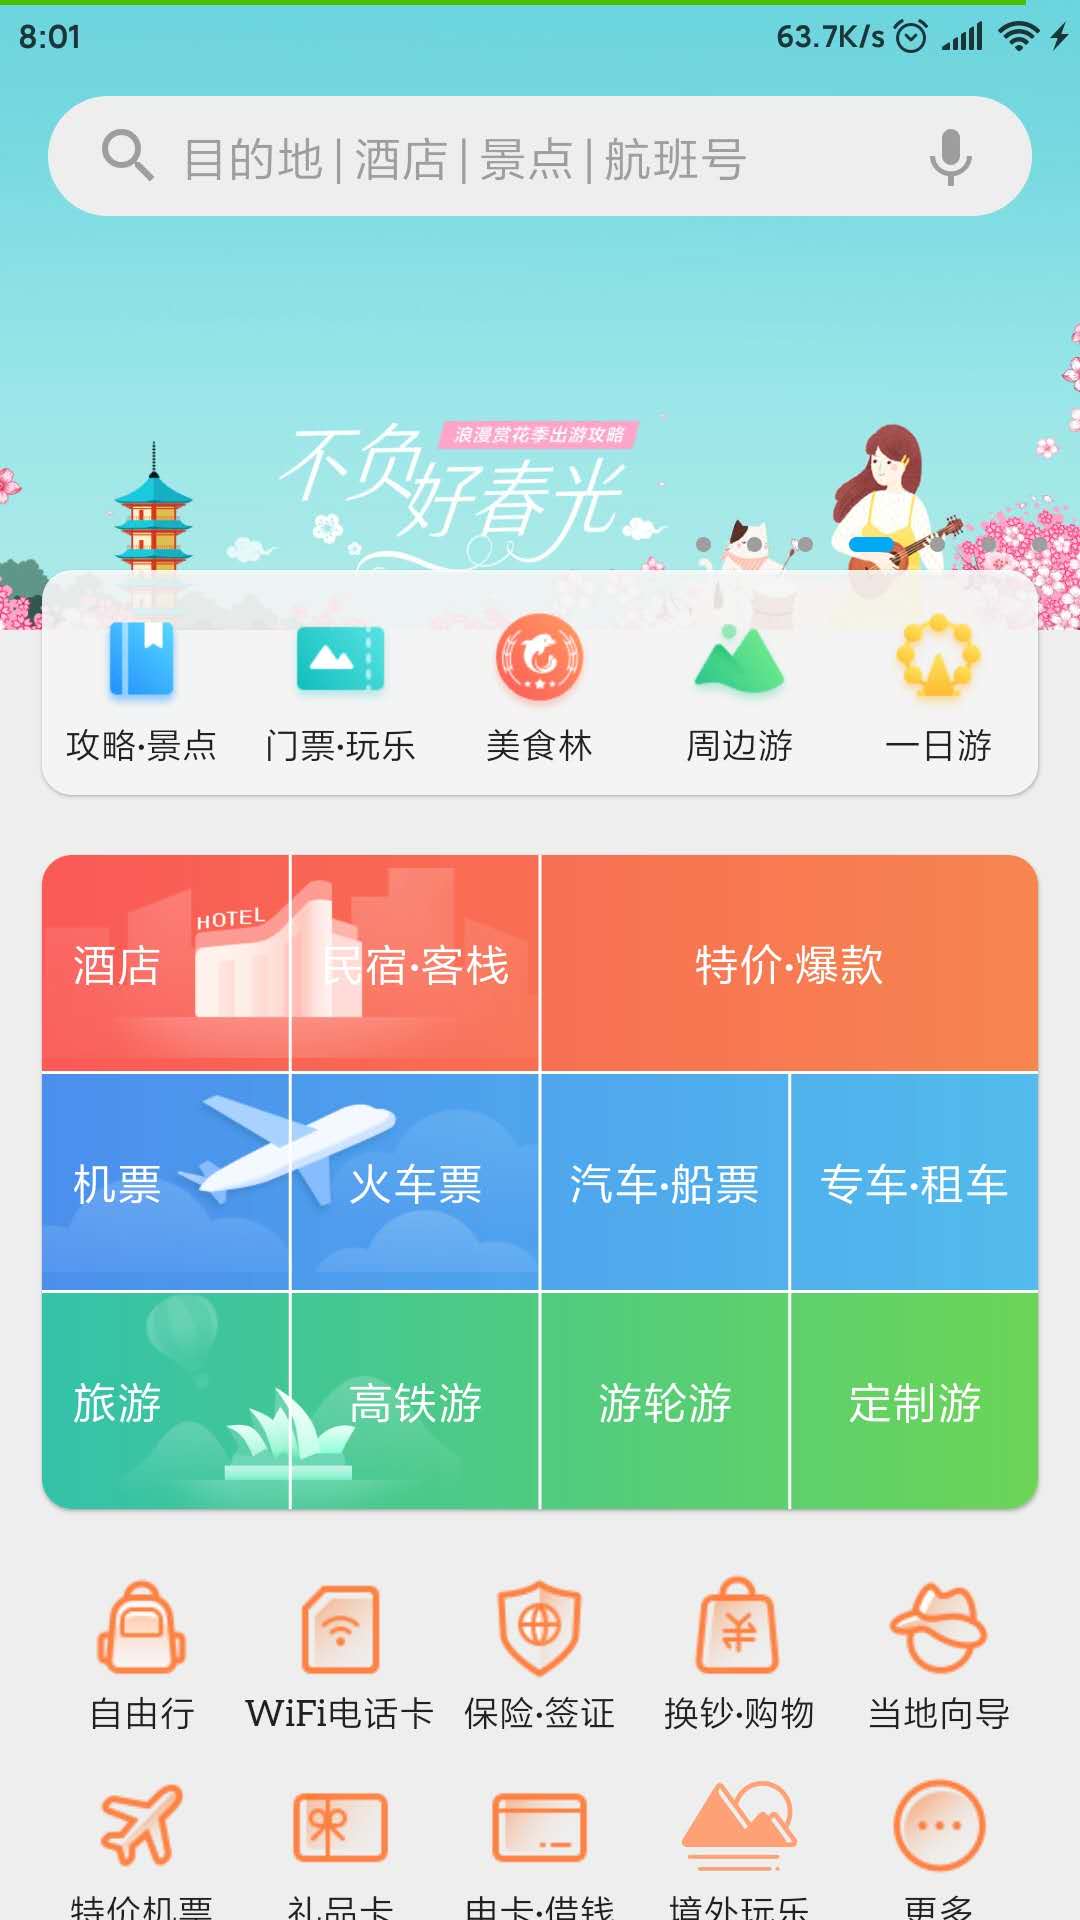 8:01 63.7K/s
目的地|酒店|景点|航班号
浪漫赏花季出游攻略
不负
好春光
攻略·景点 门票·玩乐 美食林 周边游 一日游
HOTEL
酒店 民宿·客栈 特价·爆款
机票 火车票 汽车·船票 专车·租车
旅游 高铁游 游轮游 定制游
自由行 WiFi电话卡 保险·签证 换钞·购物 当地向导
特价机票 礼品卡 申卡·借钱 境外玩乐 更多